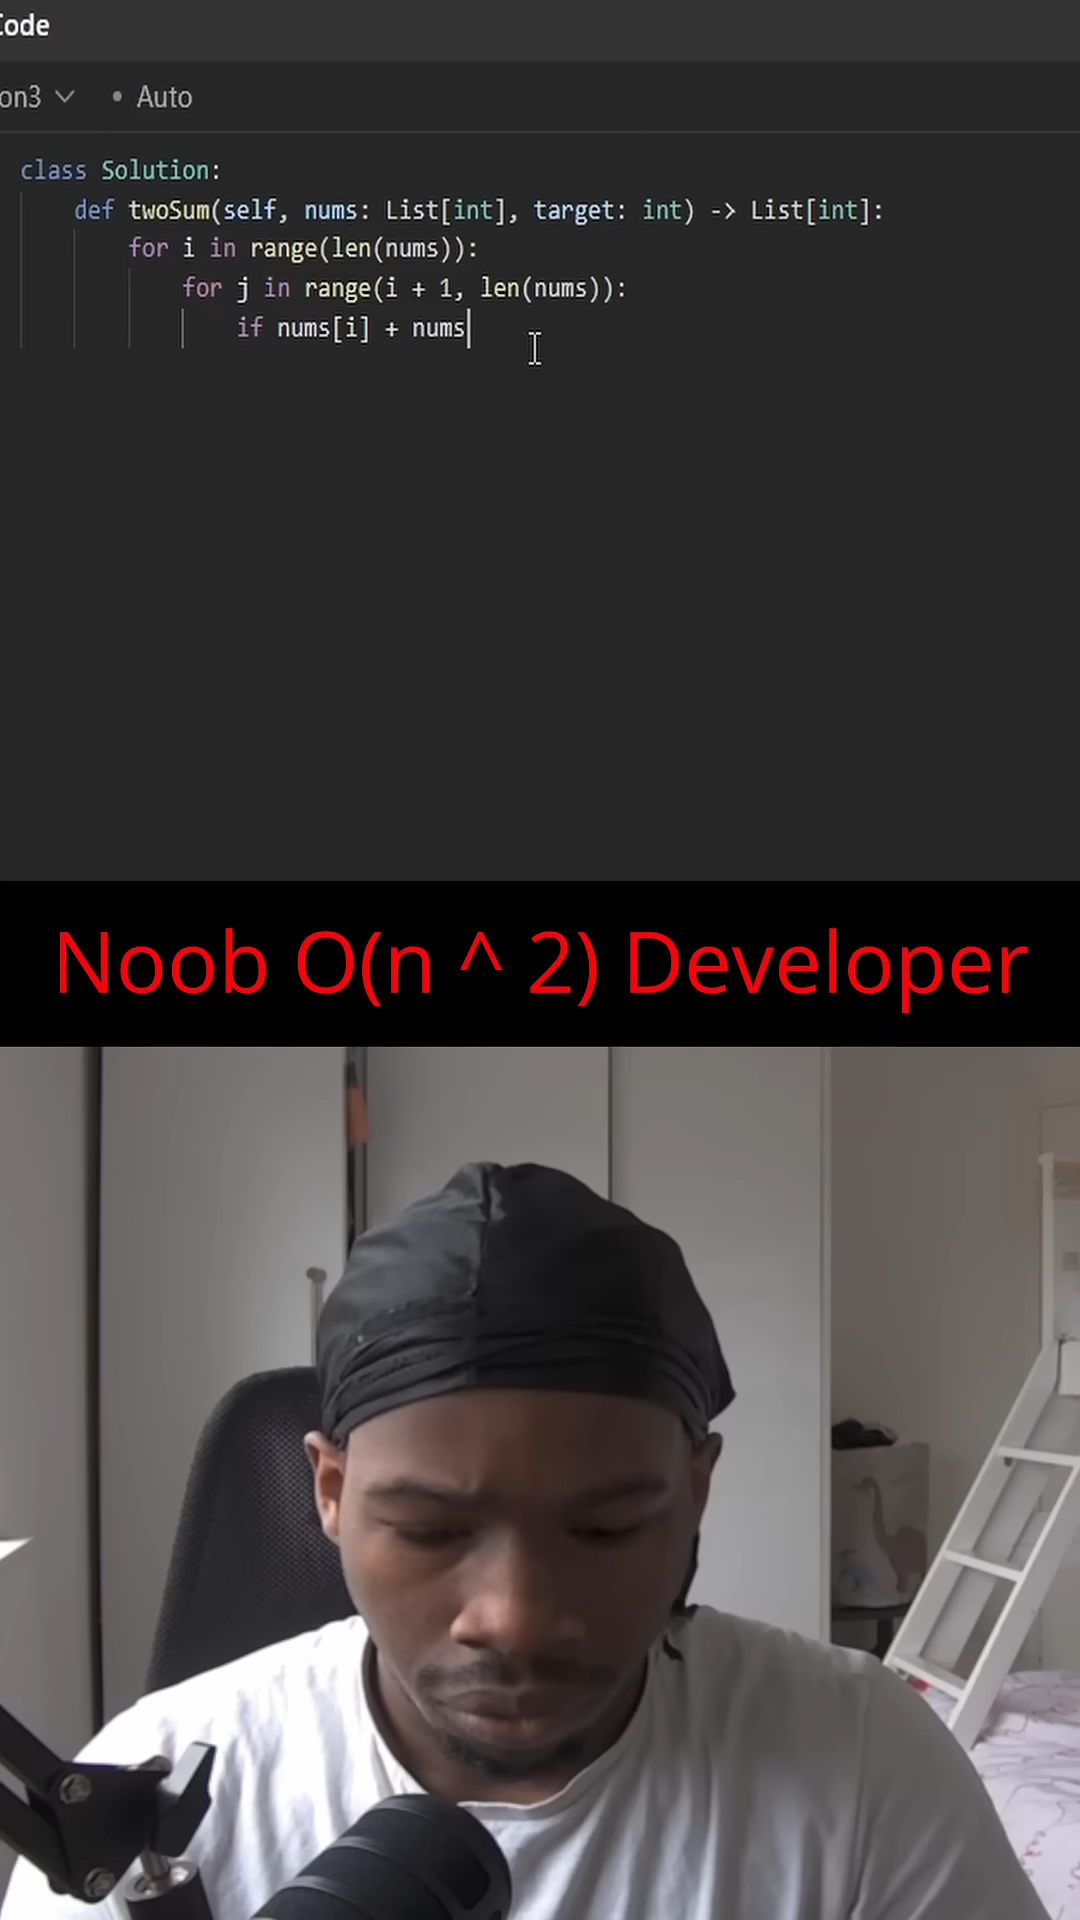 Code
on3 • Auto
class Solution:
def twoSum(self, nums: List[int], target: int) -> List[int]:
for i in range(len(nums)):
for j in range(i + 1, len(nums)):
if nums[i] + nums
Noob O(n ^ 2) Developer